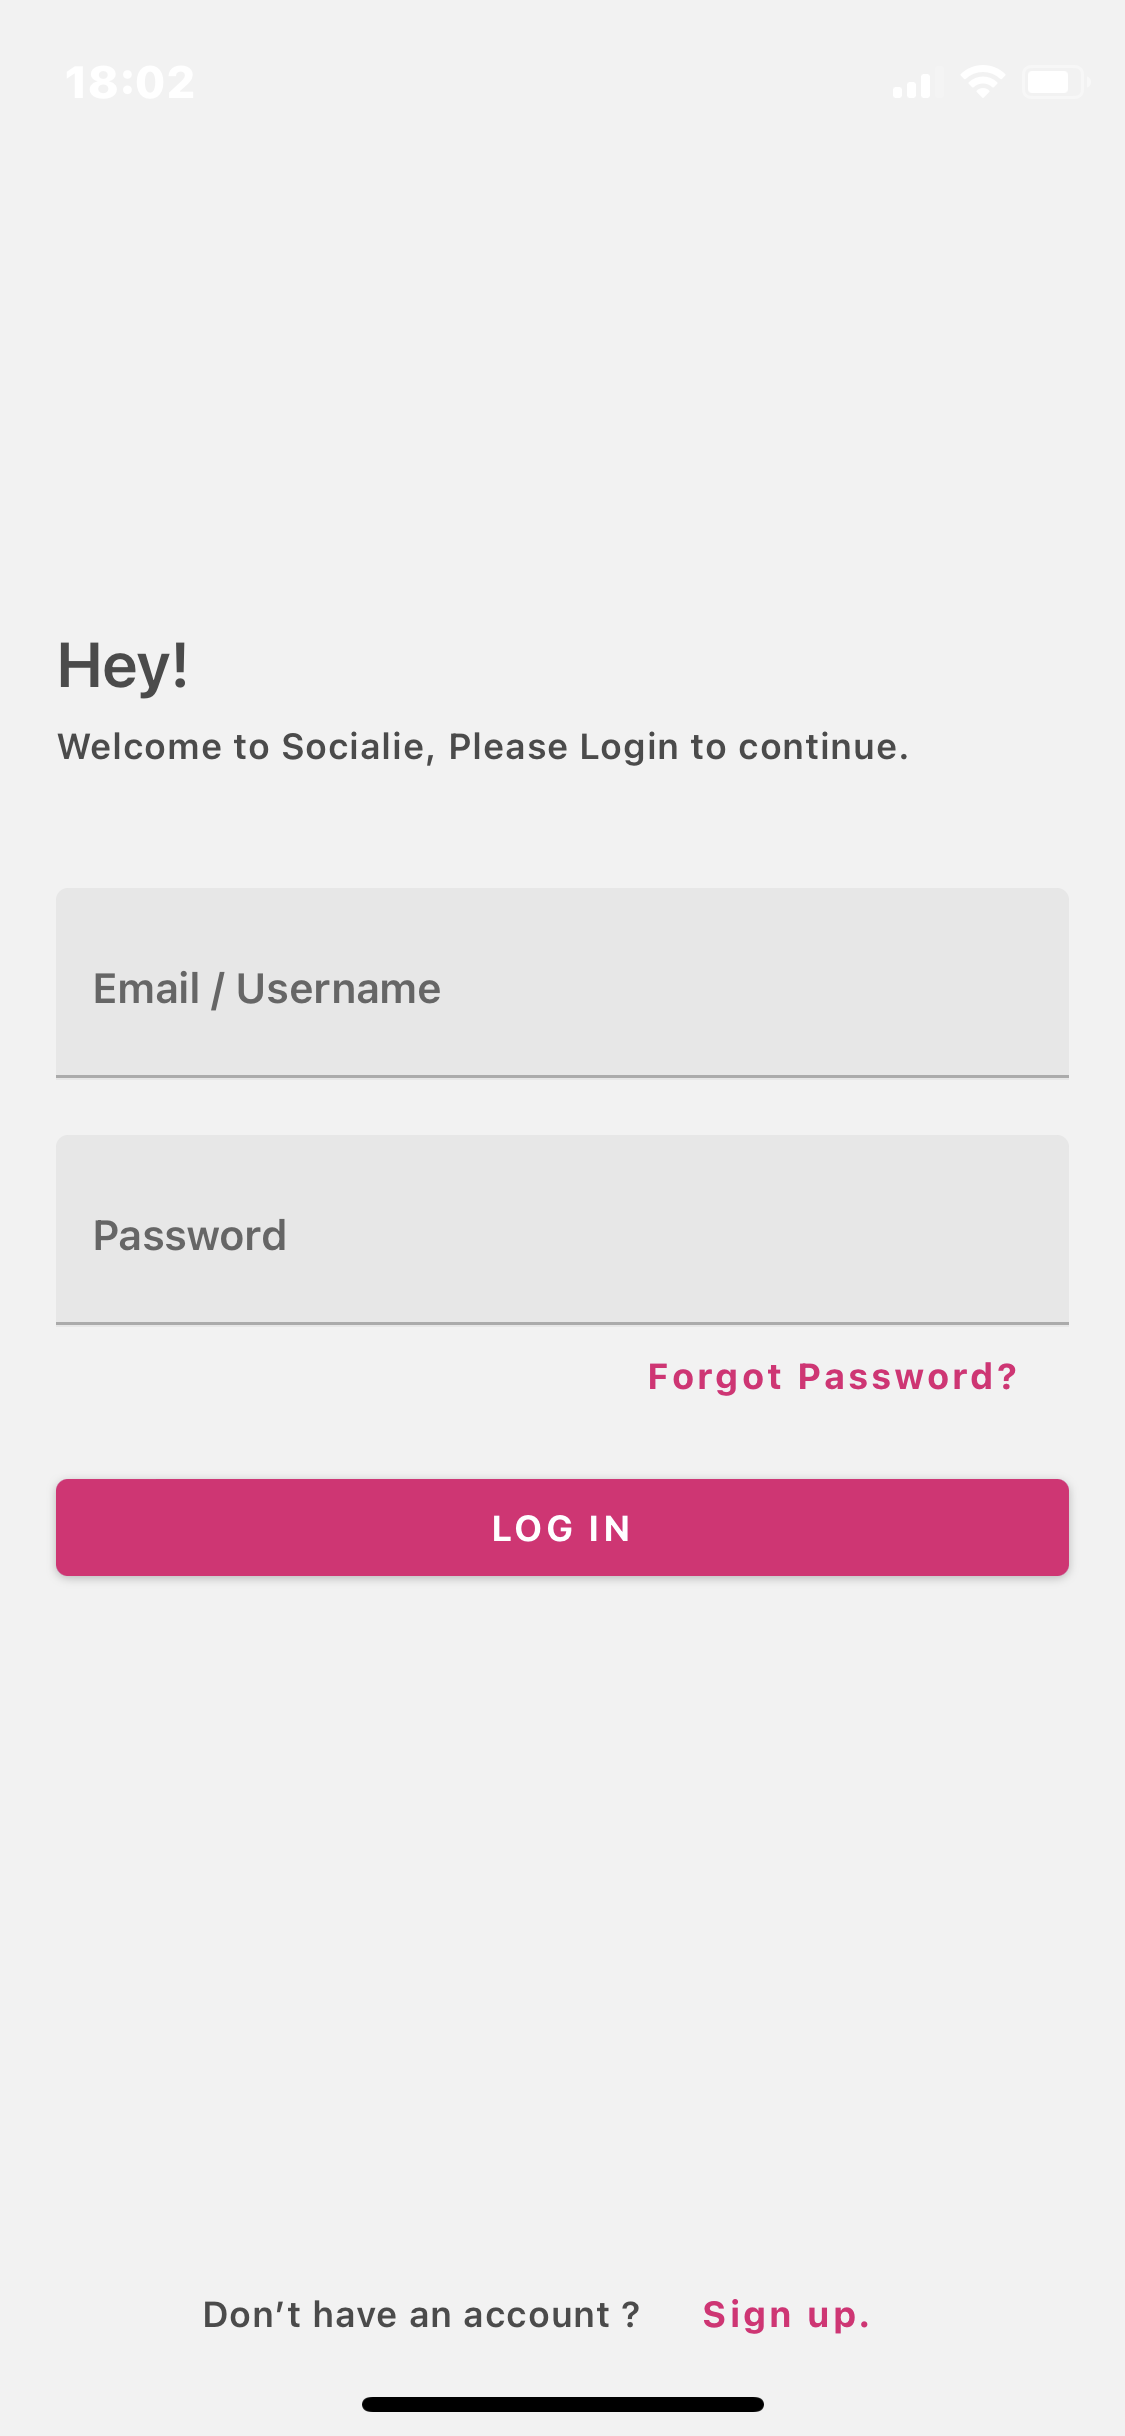 18:02
Hey!
Welcome to Socialie, Please Login to continue.
Email / Username
Password
Forgot Password?
LOG IN
Don’t have an account ? Sign up.